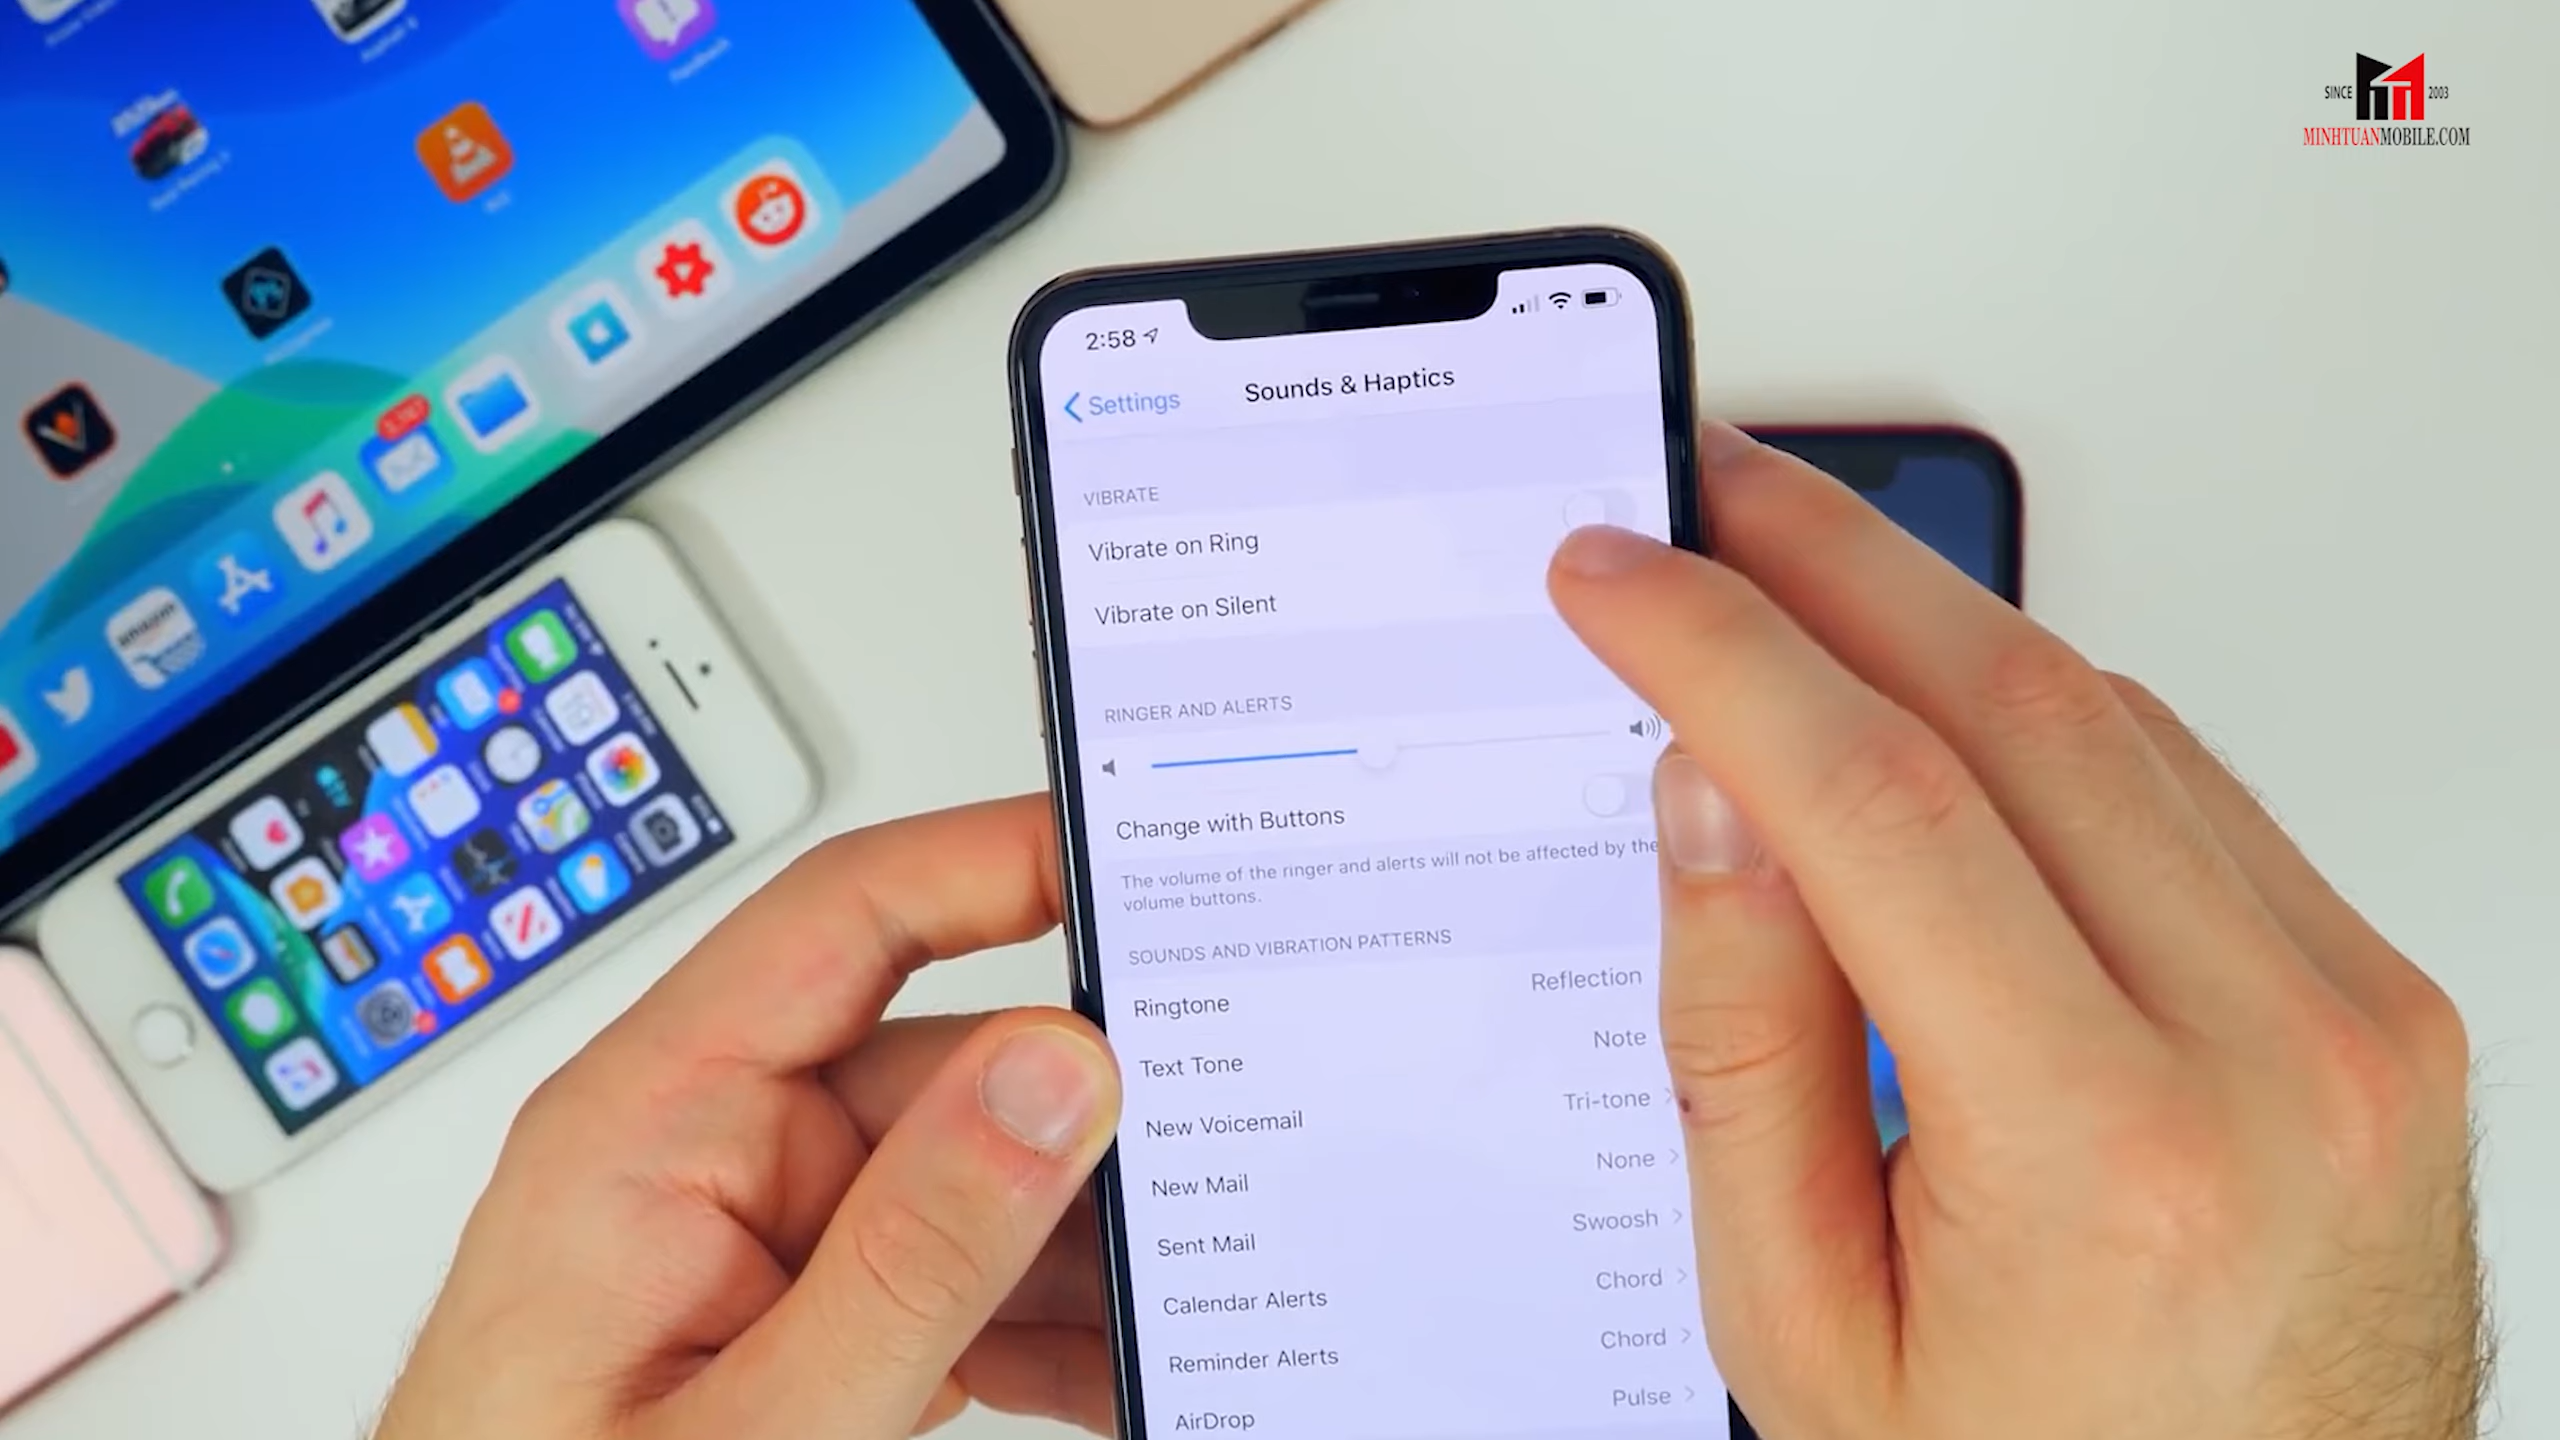 SINCE 2003
MINHTUANMOBILE.COM
2:58
Settings
Sounds & Haptics
VIBRATE
Vibrate on Ring
Vibrate on Silent
RINGER AND ALERTS
Change with Buttons
The volume of the ringer and alerts will not be affected by the
volume buttons.
SOUNDS AND VIBRATION PATTERNS
Ringtone Reflection
Text Tone Note
New Voicemail Tri-tone
New Mail None
Sent Mail Swoosh
Calendar Alerts Chord
Reminder Alerts Chord
AirDrop Pulse
amazon